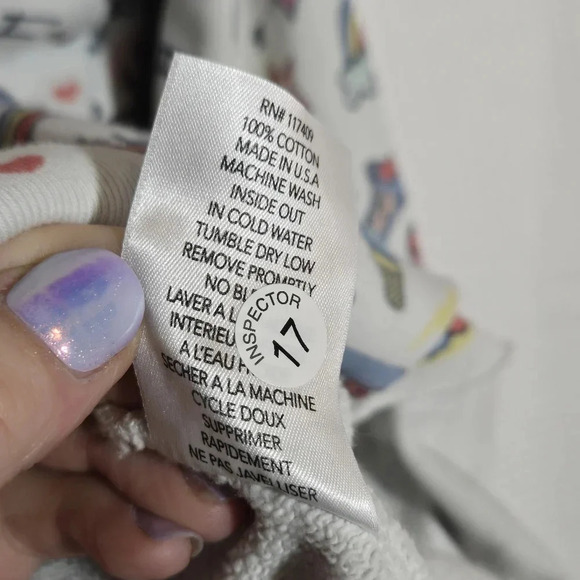 RN# 117409
100% COTTON
MADE IN U.S.A
MACHINE WASH
INSIDE OUT
IN COLD WATER
TUMBLE DRY LOW
REMOVE PROMPTLY
NO
LAVER A
A L'EAU
SECHER A LA MACHINE
CYCLE DOUX
SUPPRIMER
RAPIDEMENT
NE PAS JAVELLISER
INSPECTOR
17